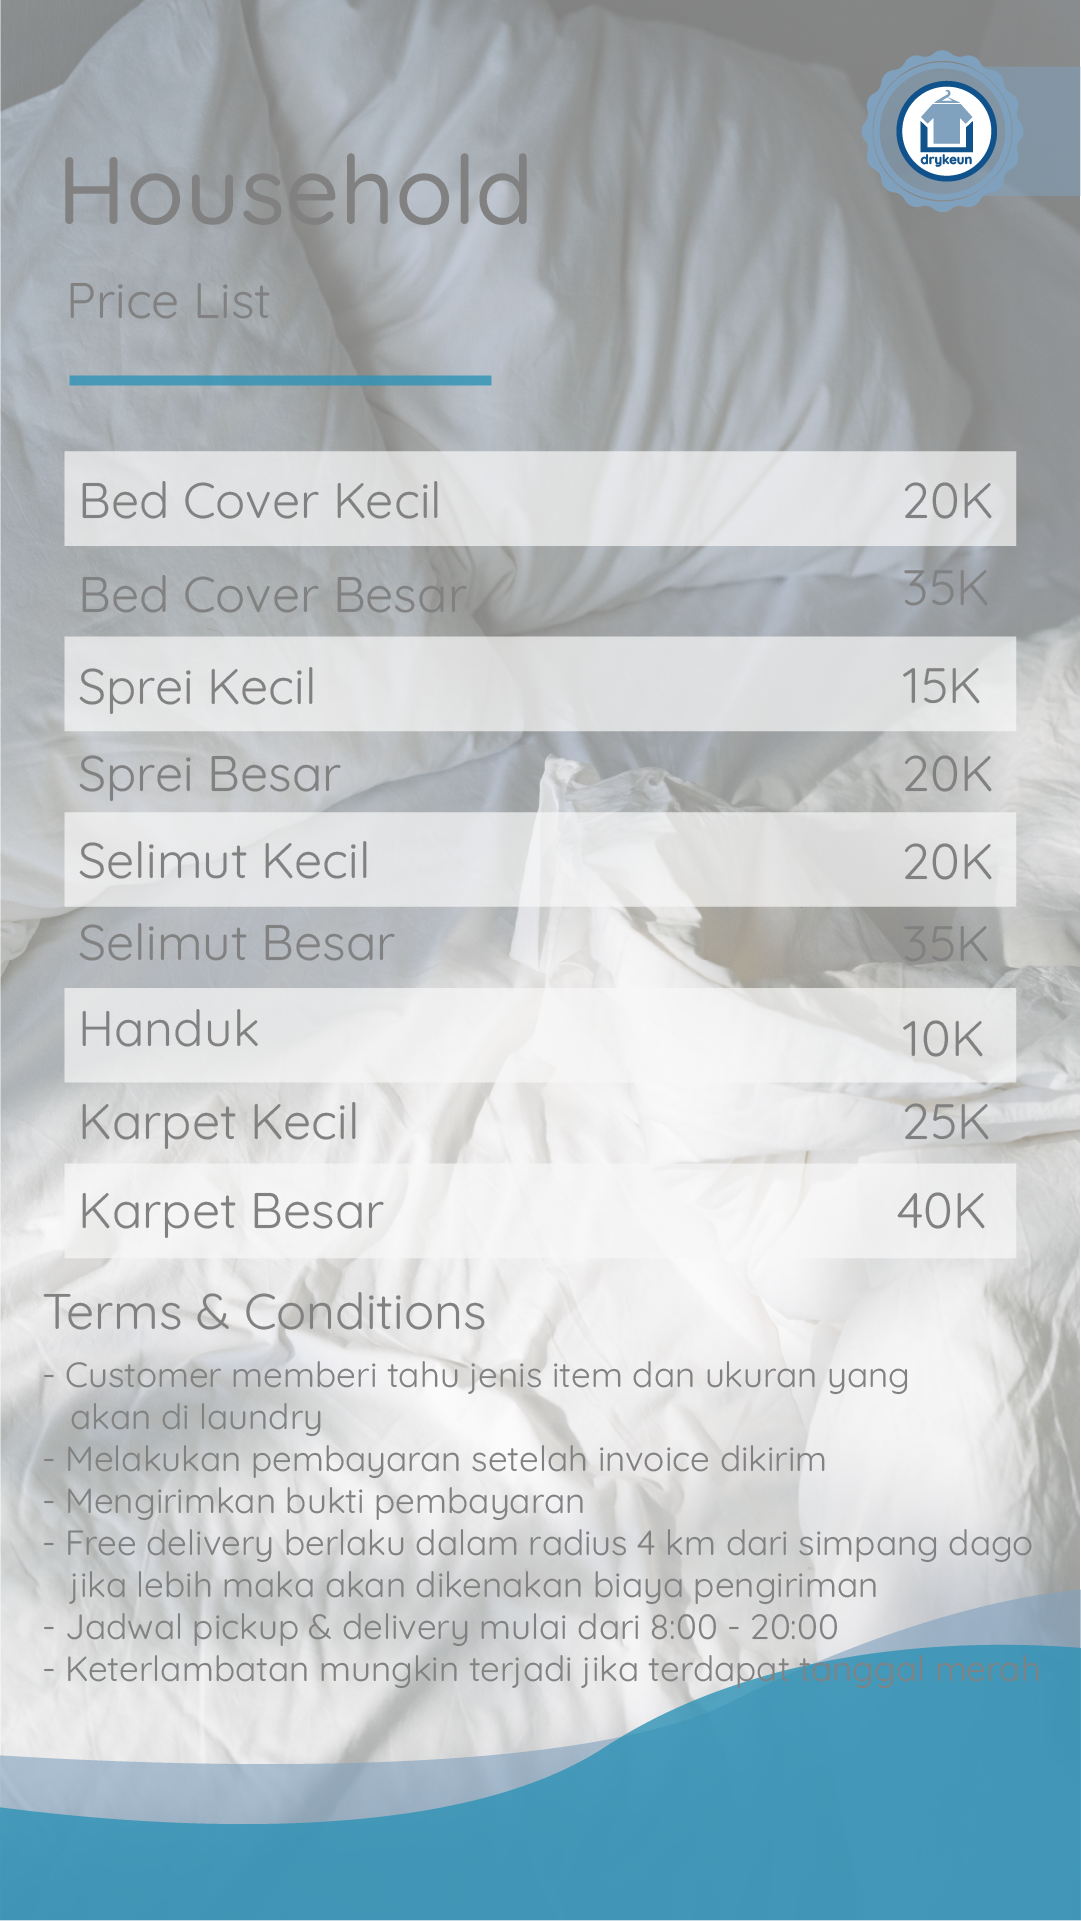 drykeun
Household
Price List
Bed Cover Kecil 20K
Bed Cover Besar 35K
Sprei Kecil 15K
Sprei Besar 20K
Selimut Kecil 20K
Selimut Besar 35K
Handuk 10K
Karpet Kecil 25K
Karpet Besar 40K
Terms & Conditions
- Customer memberi tahu jenis item dan ukuran yang
akan di laundry
- Melakukan pembayaran setelah invoice dikirim
- Mengirimkan bukti pembayaran
- Free delivery berlaku dalam radius 4 km dari simpang dago
jika lebih maka akan dikenakan biaya pengiriman
- Jadwal pickup & delivery mulai dari 8:00 - 20:00
- Keterlambatan mungkin terjadi jika terdapat tanggal merah